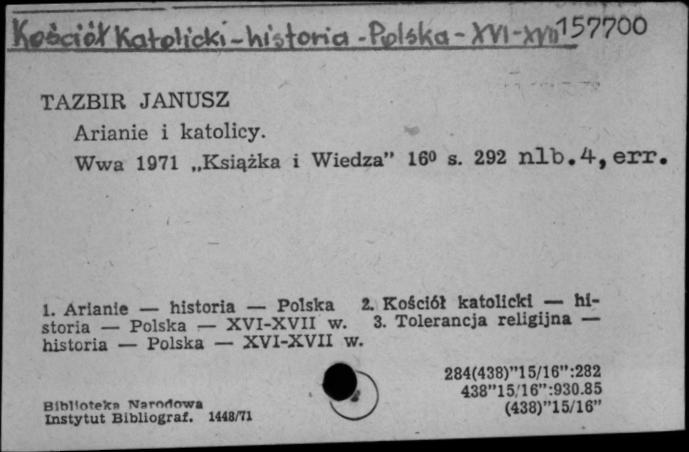 Kościół Katolicki-historia-Polska-XVI-XVII 157700
TAZBIR JANUSZ
Arianie i katolicy.
Wwa 1971 „Książka i Wiedza” 16⁰ s. 292 nlb.4,err.
1. Arianie — historia — Polska 2. Kościół katolicki — hi-
storia — Polska — XVI-XVII w. 3. Tolerancja religijna —
historia — Polska — XVI-XVII w.
284(438)”15/16”:282
438”15/16”:930.85
(438)”15/16”
Biblioteka Narodowa
Instytut Bibliograf. 1448/71